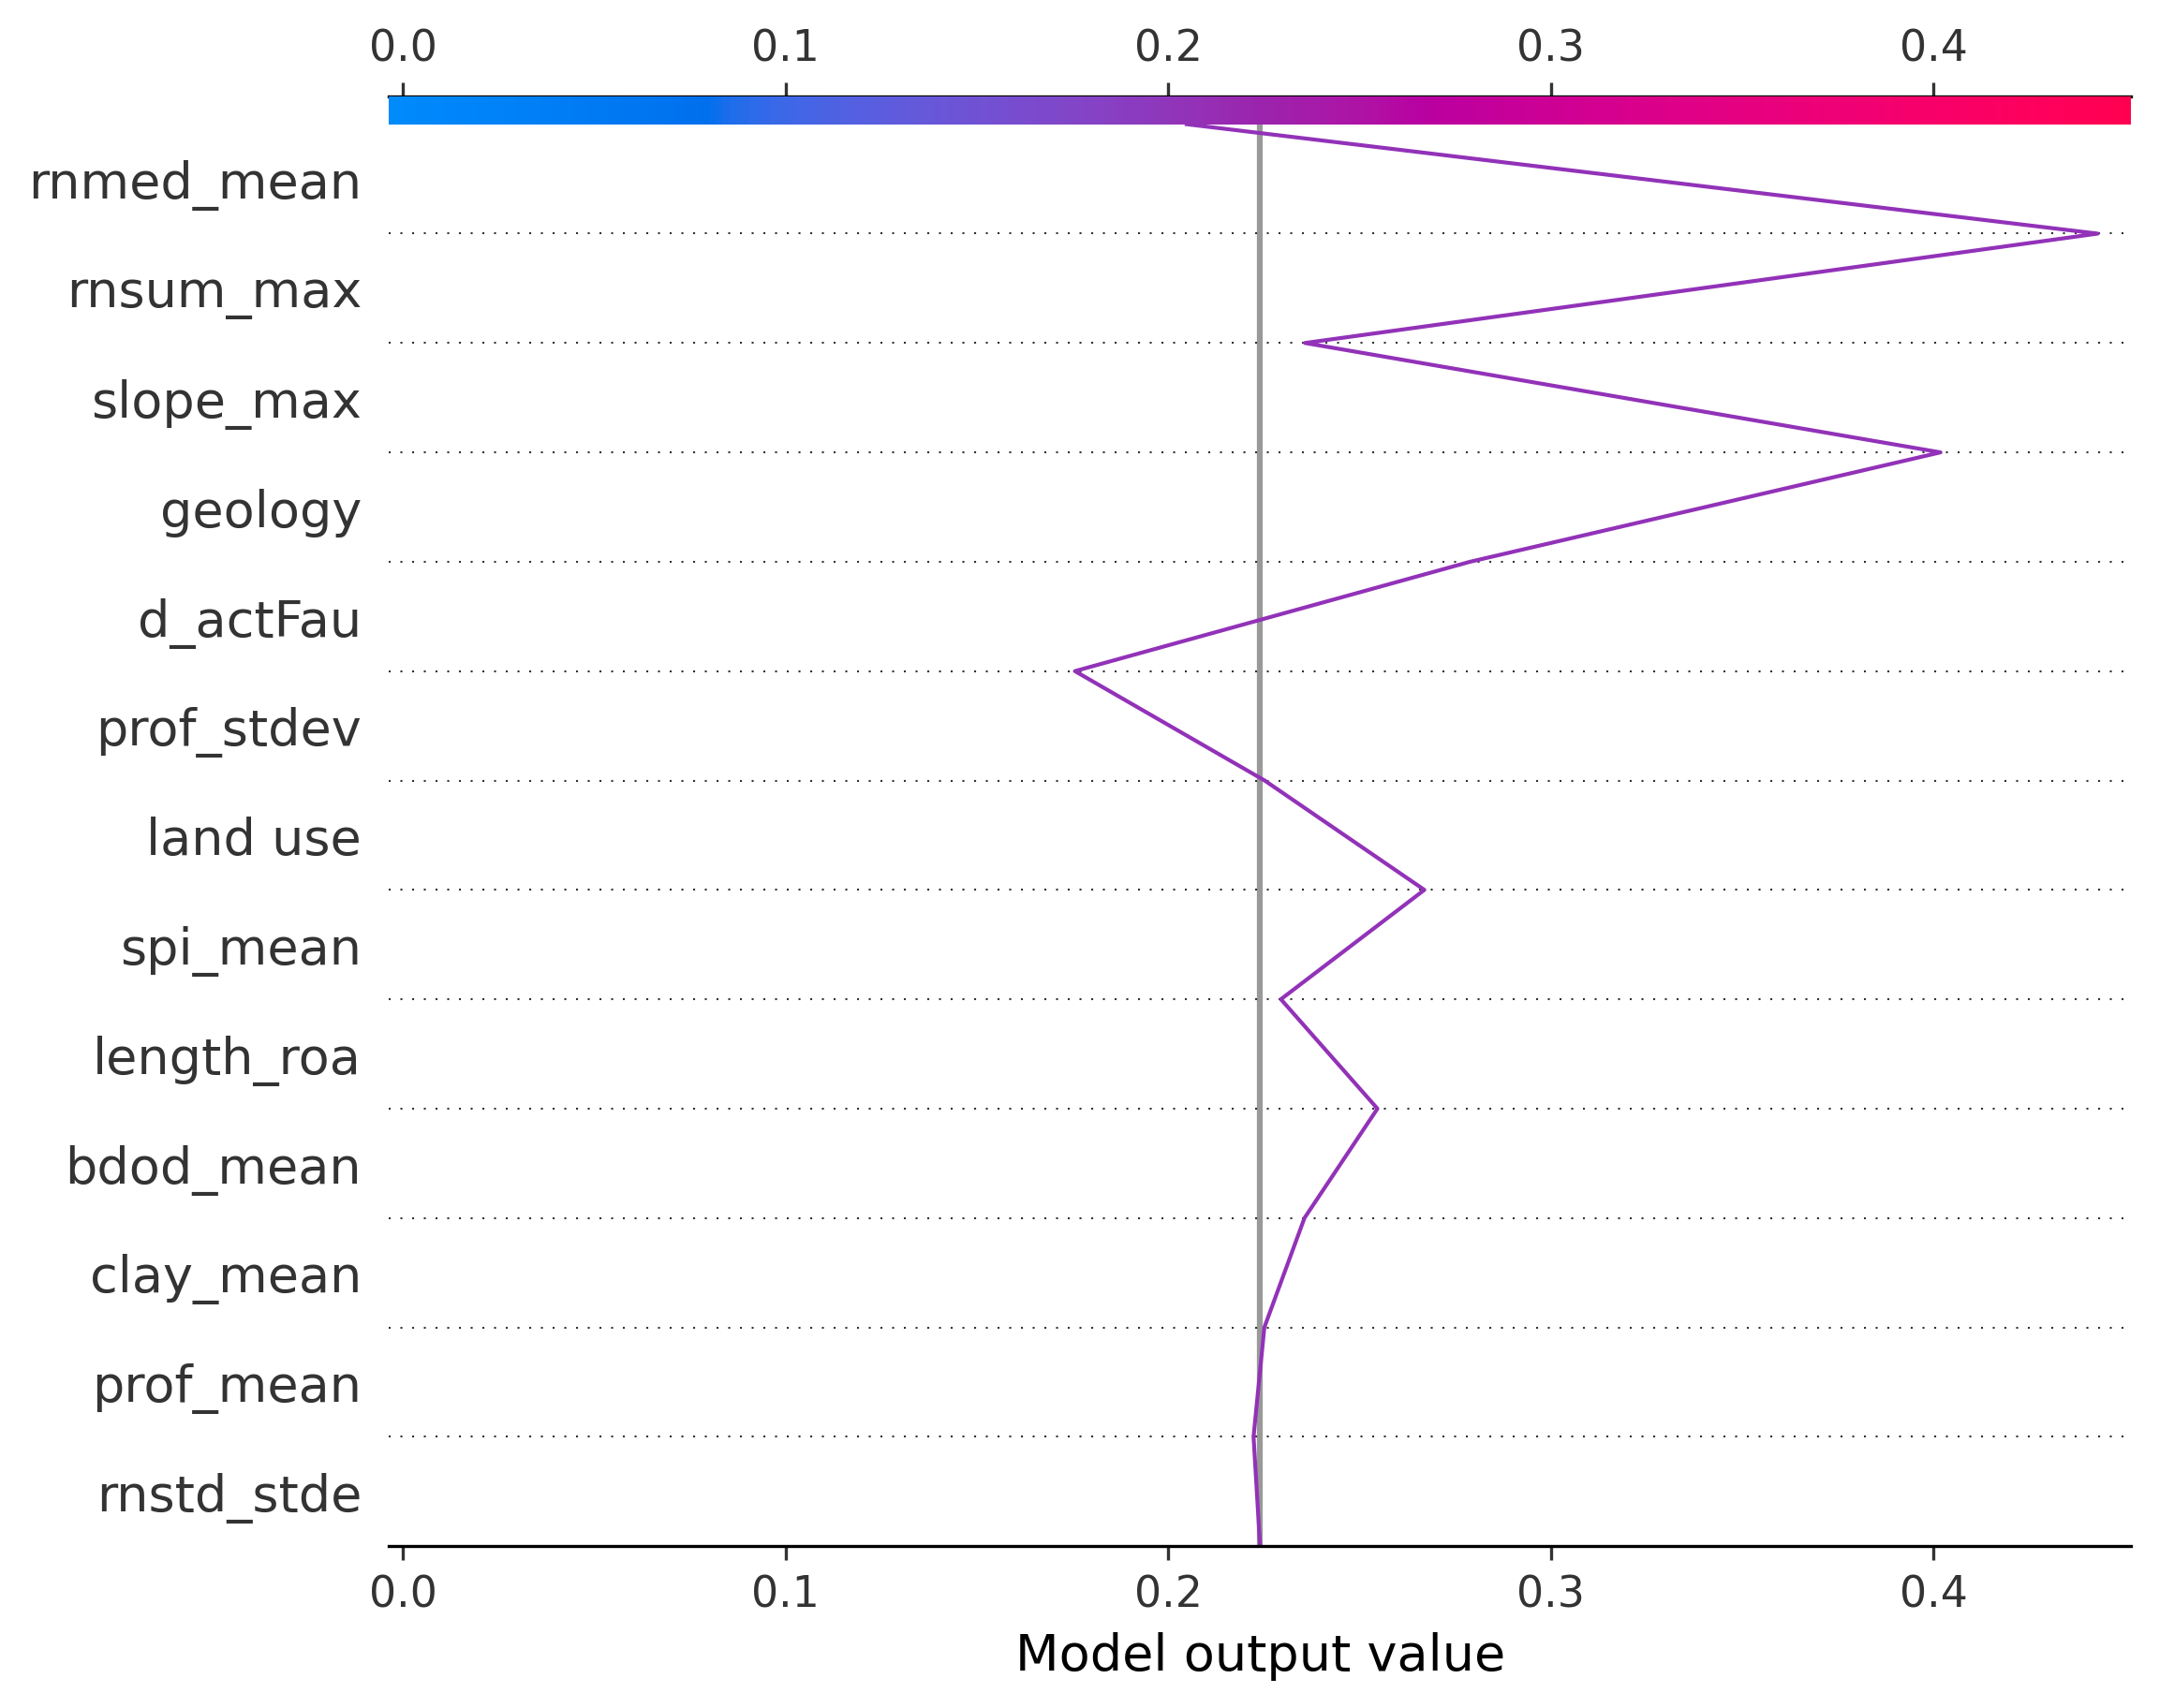 0.0 0.1 0.2 0.3 0.4
rnmed_mean
rnsum_max
slope_max
geology
d_actFau
prof_stdev
land use
spi_mean
length_roa
bdod_mean
clay_mean
prof_mean
rnstd_stde
0.0 0.1 0.2 0.3 0.4
Model output value